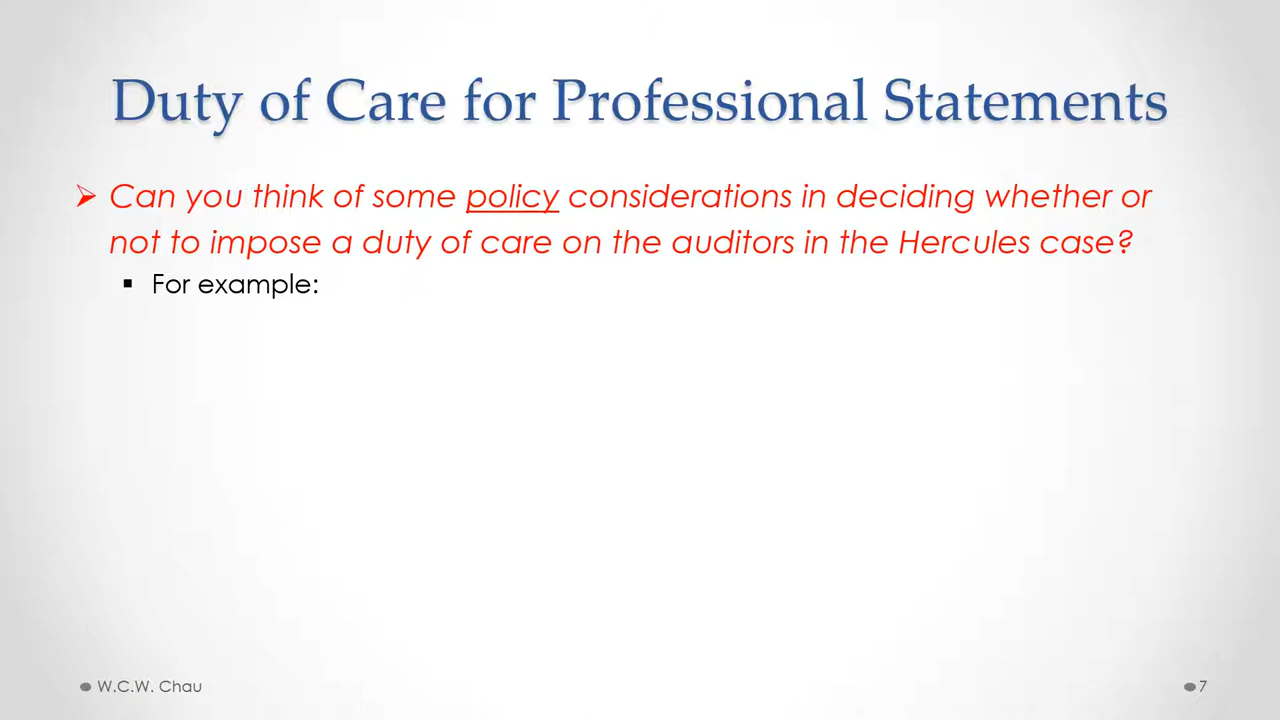 Duty of Care for Professional Statements
Can you think of some policy considerations in deciding whether or
not to impose a duty of care on the auditors in the Hercules case?
For example:
W.C.W. Chau
7